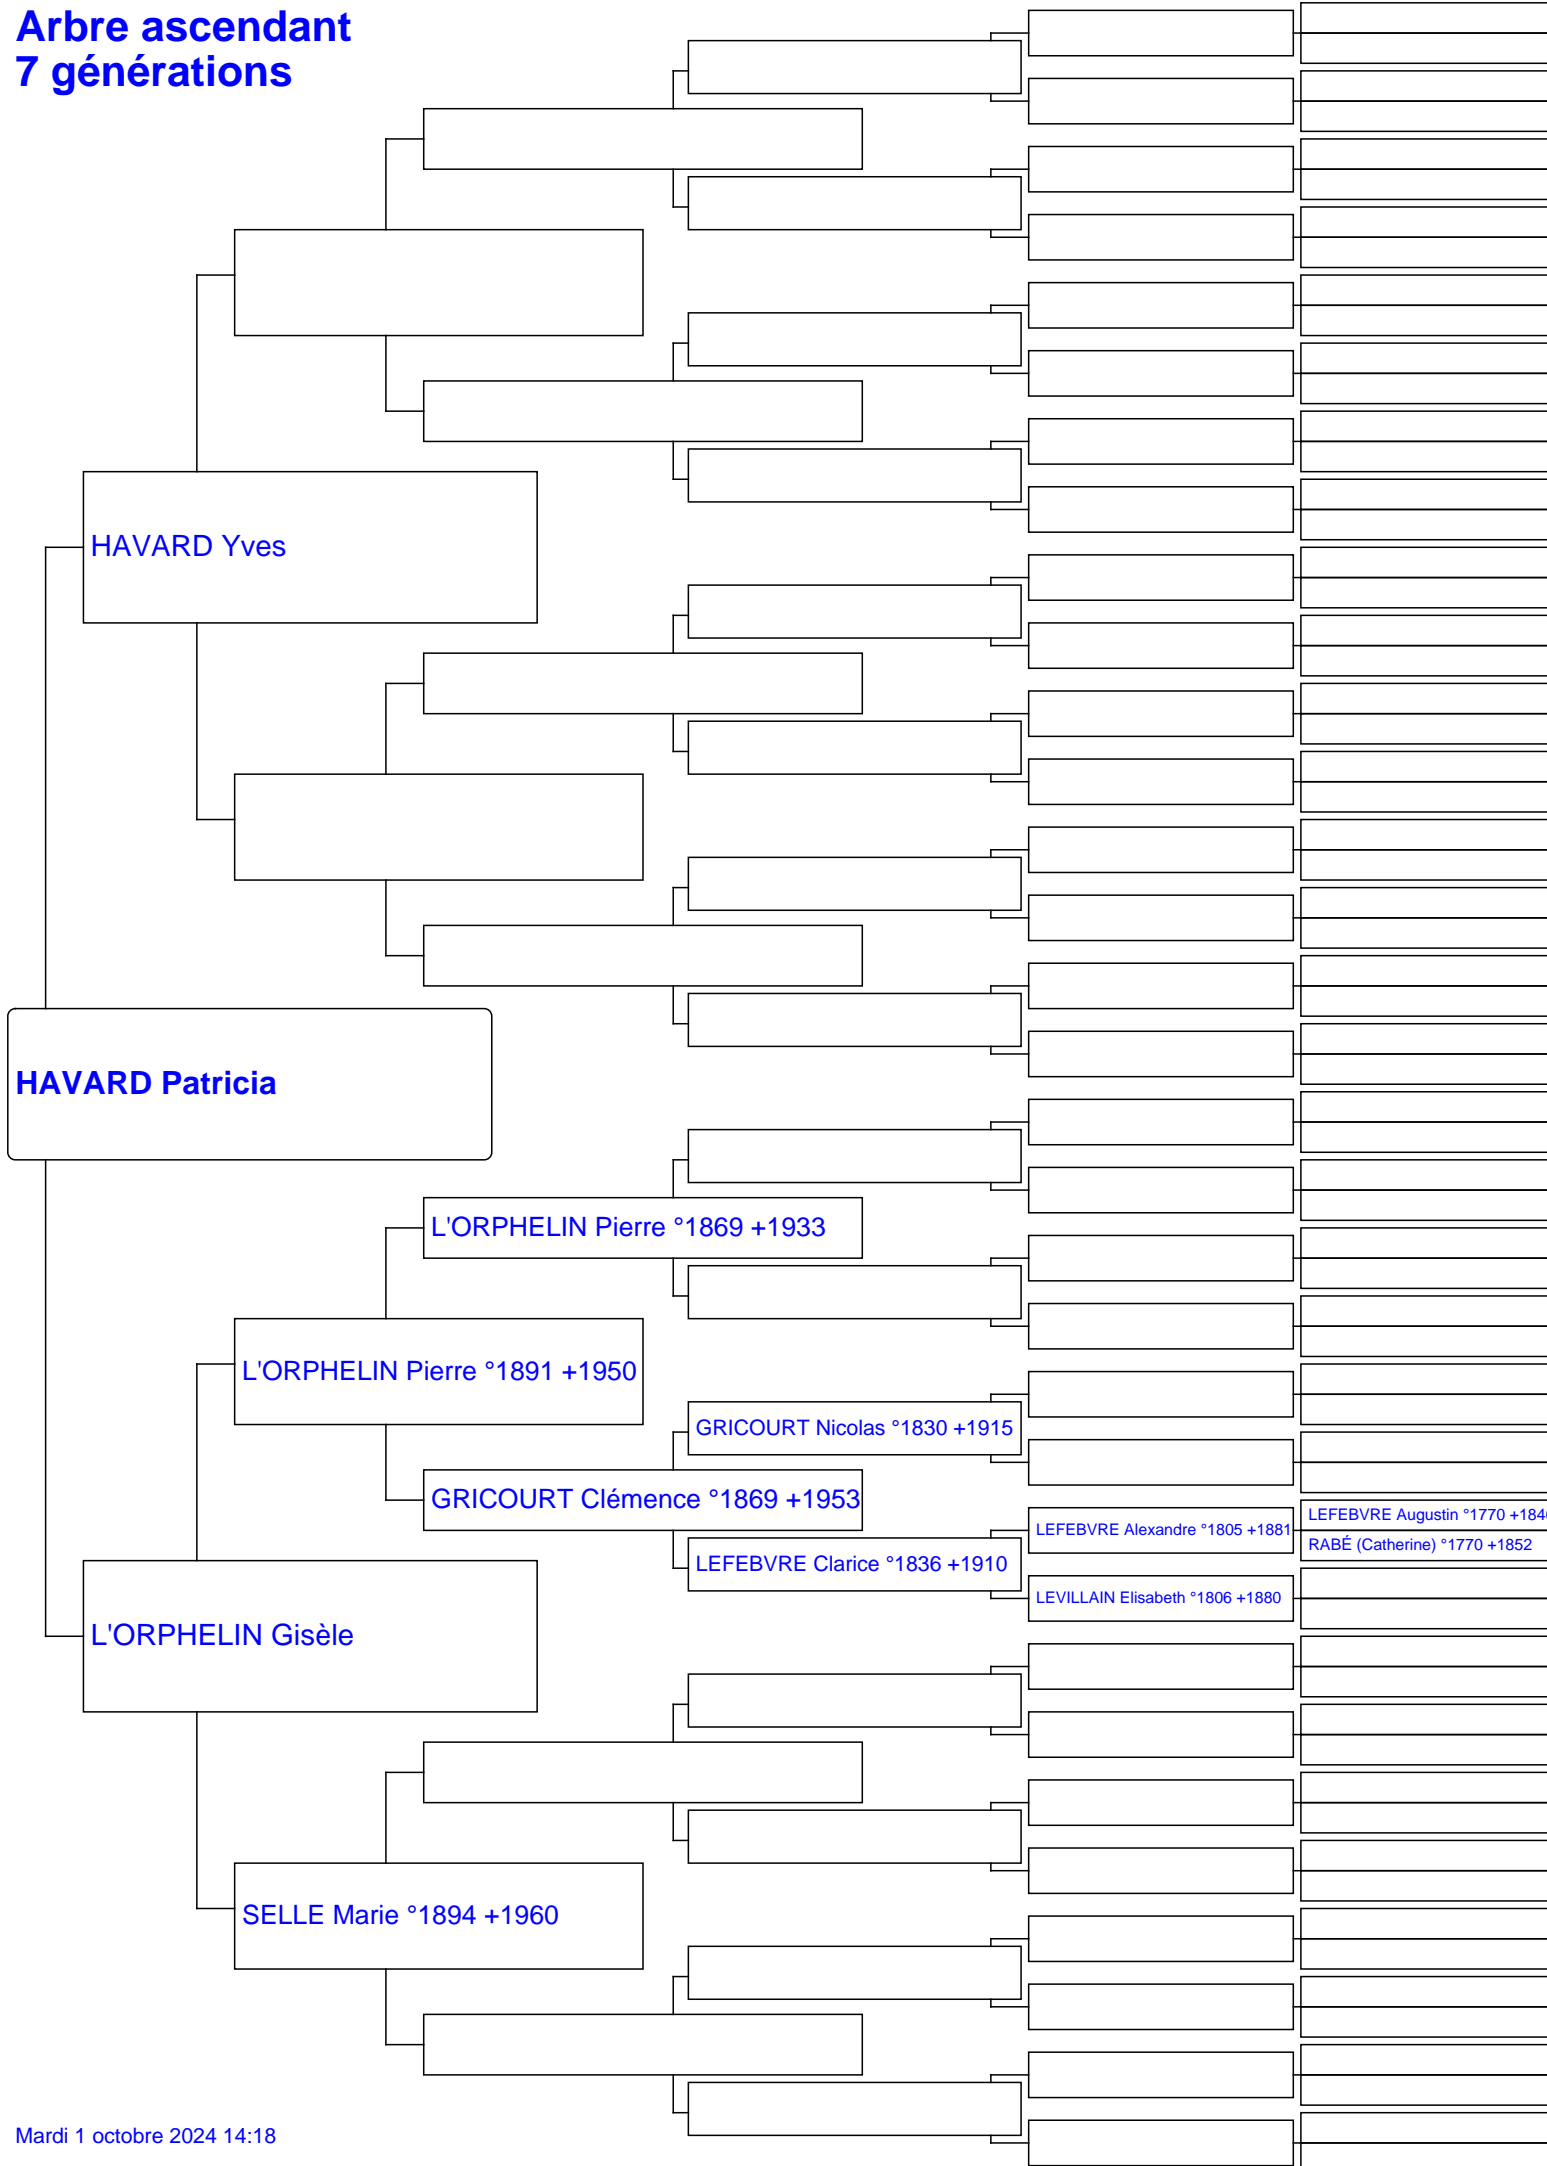 Arbre ascendant
7 générations
HAVARD Yves
HAVARD Patricia
L'ORPHELIN Pierre °1869 +1933
L'ORPHELIN Pierre °1891 +1950
GRICOURT Nicolas °1830 +1915
GRICOURT Clémence °1869 +1953
LEFEBVRE Augustin °1770
LEFEBVRE Alexandre °1805 +1881
RABÉ (Catherine) °1770 +1852
LEFEBVRE Clarice °1836 +1910
LEVILLAIN Elisabeth °1806 +1880
L'ORPHELIN Gisèle
SELLE Marie °1894 +1960
Mardi 1 octobre 2024 14:18